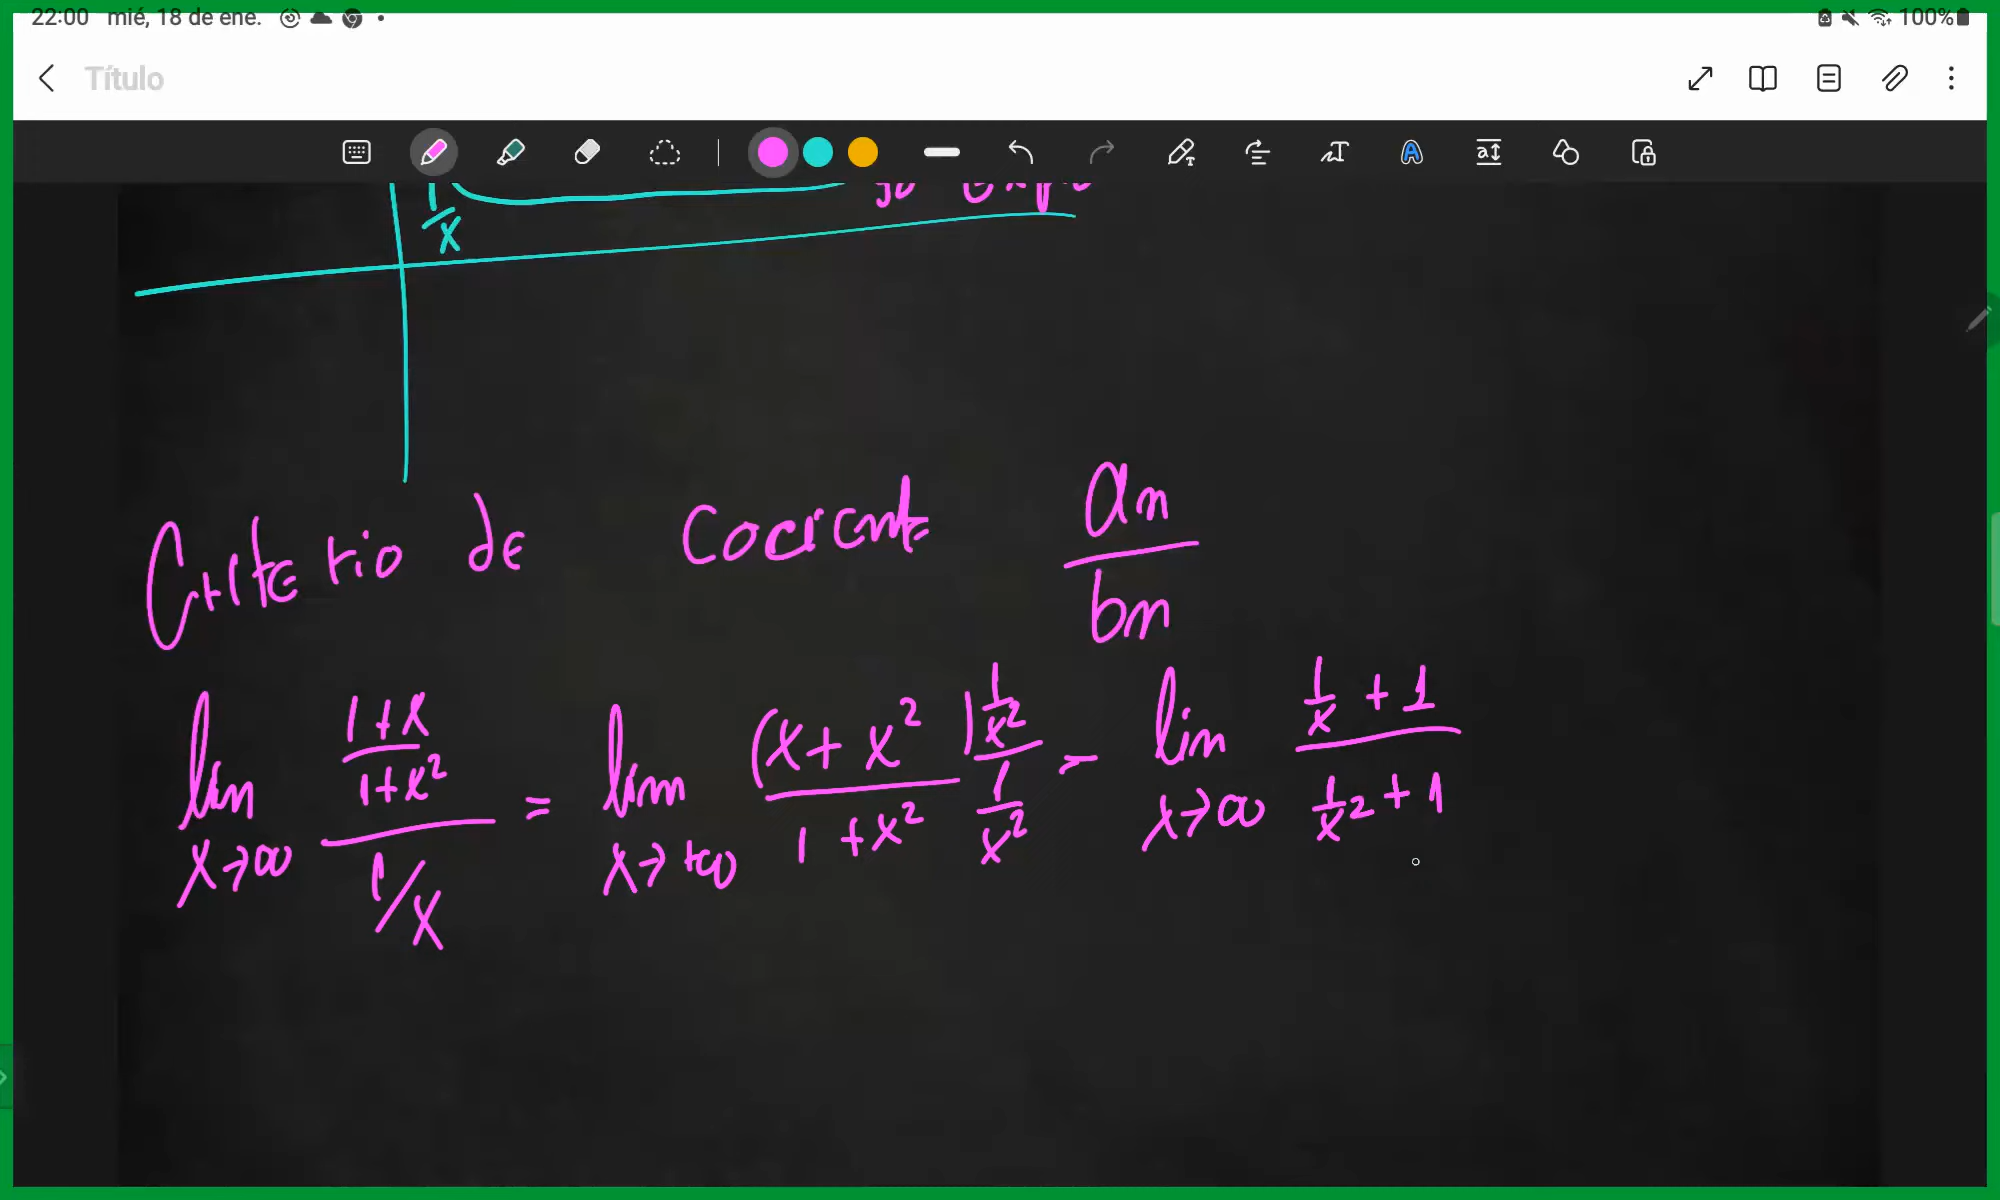 22:00 mié, 18 de ene. 100%
Título
1/x
Criterio de Cociente an/bn
lim x→∞ ((1+x)/(1+x²))/(1/x) = lim x→+∞ (x+x²)/(1+x²) (1/x²)/(1/x²) = lim x→∞ (1/x + 1)/(1/x² + 1)